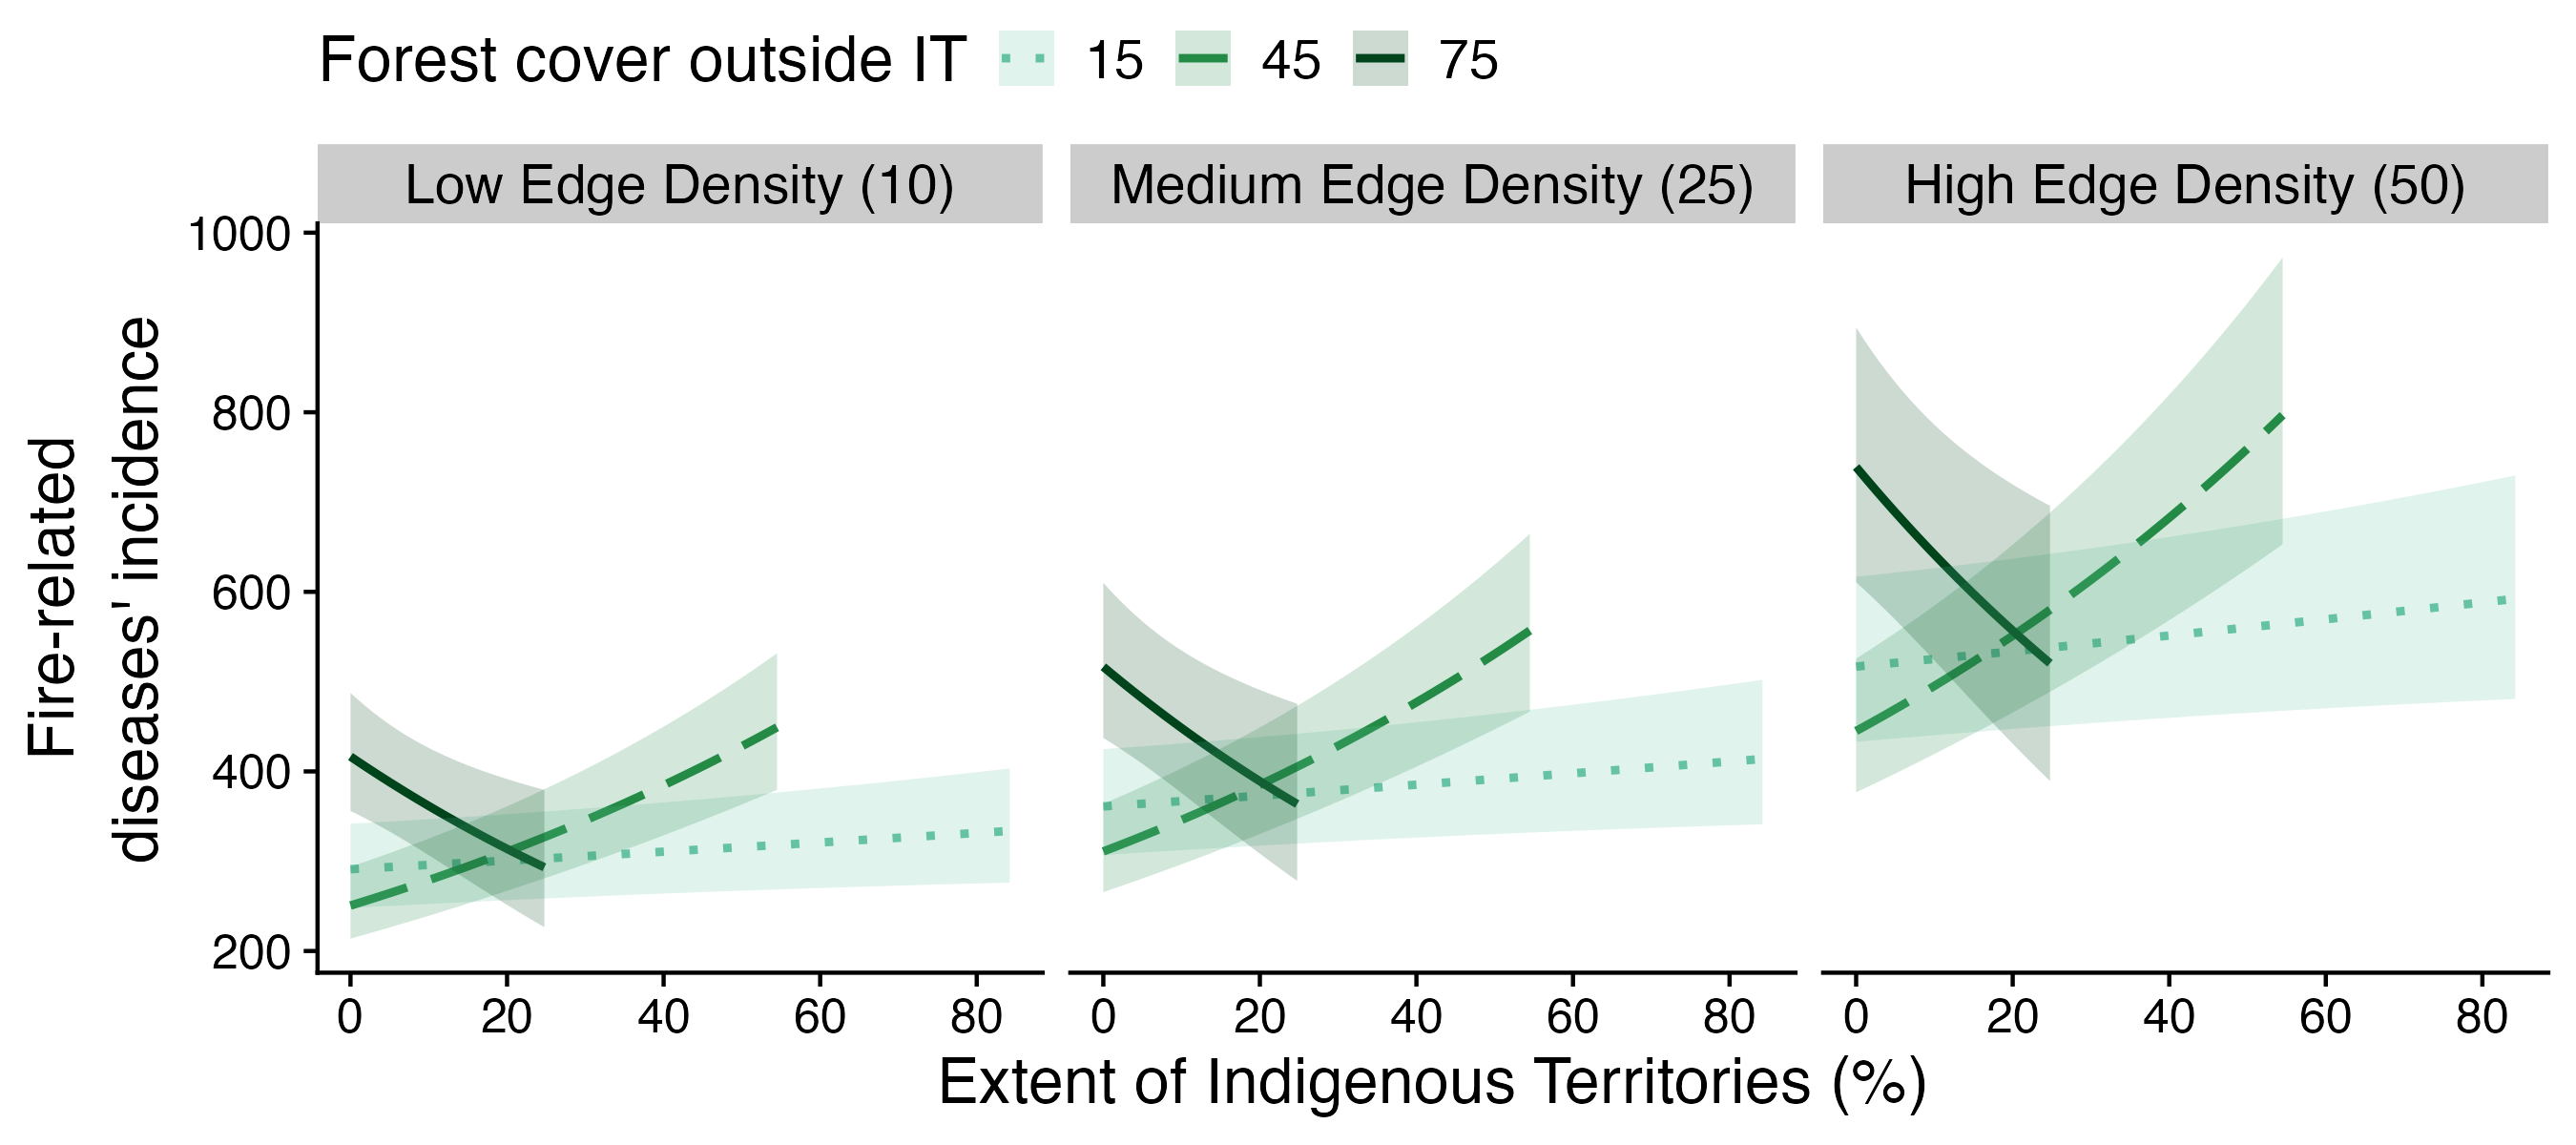 Forest cover outside IT 15 45 75
Low Edge Density (10) Medium Edge Density (25) High Edge Density (50)
Fire-related
diseases' incidence
1000
800
600
400
200
0 20 40 60 80 0 20 40 60 80 0 20 40 60 80
Extent of Indigenous Territories (%)